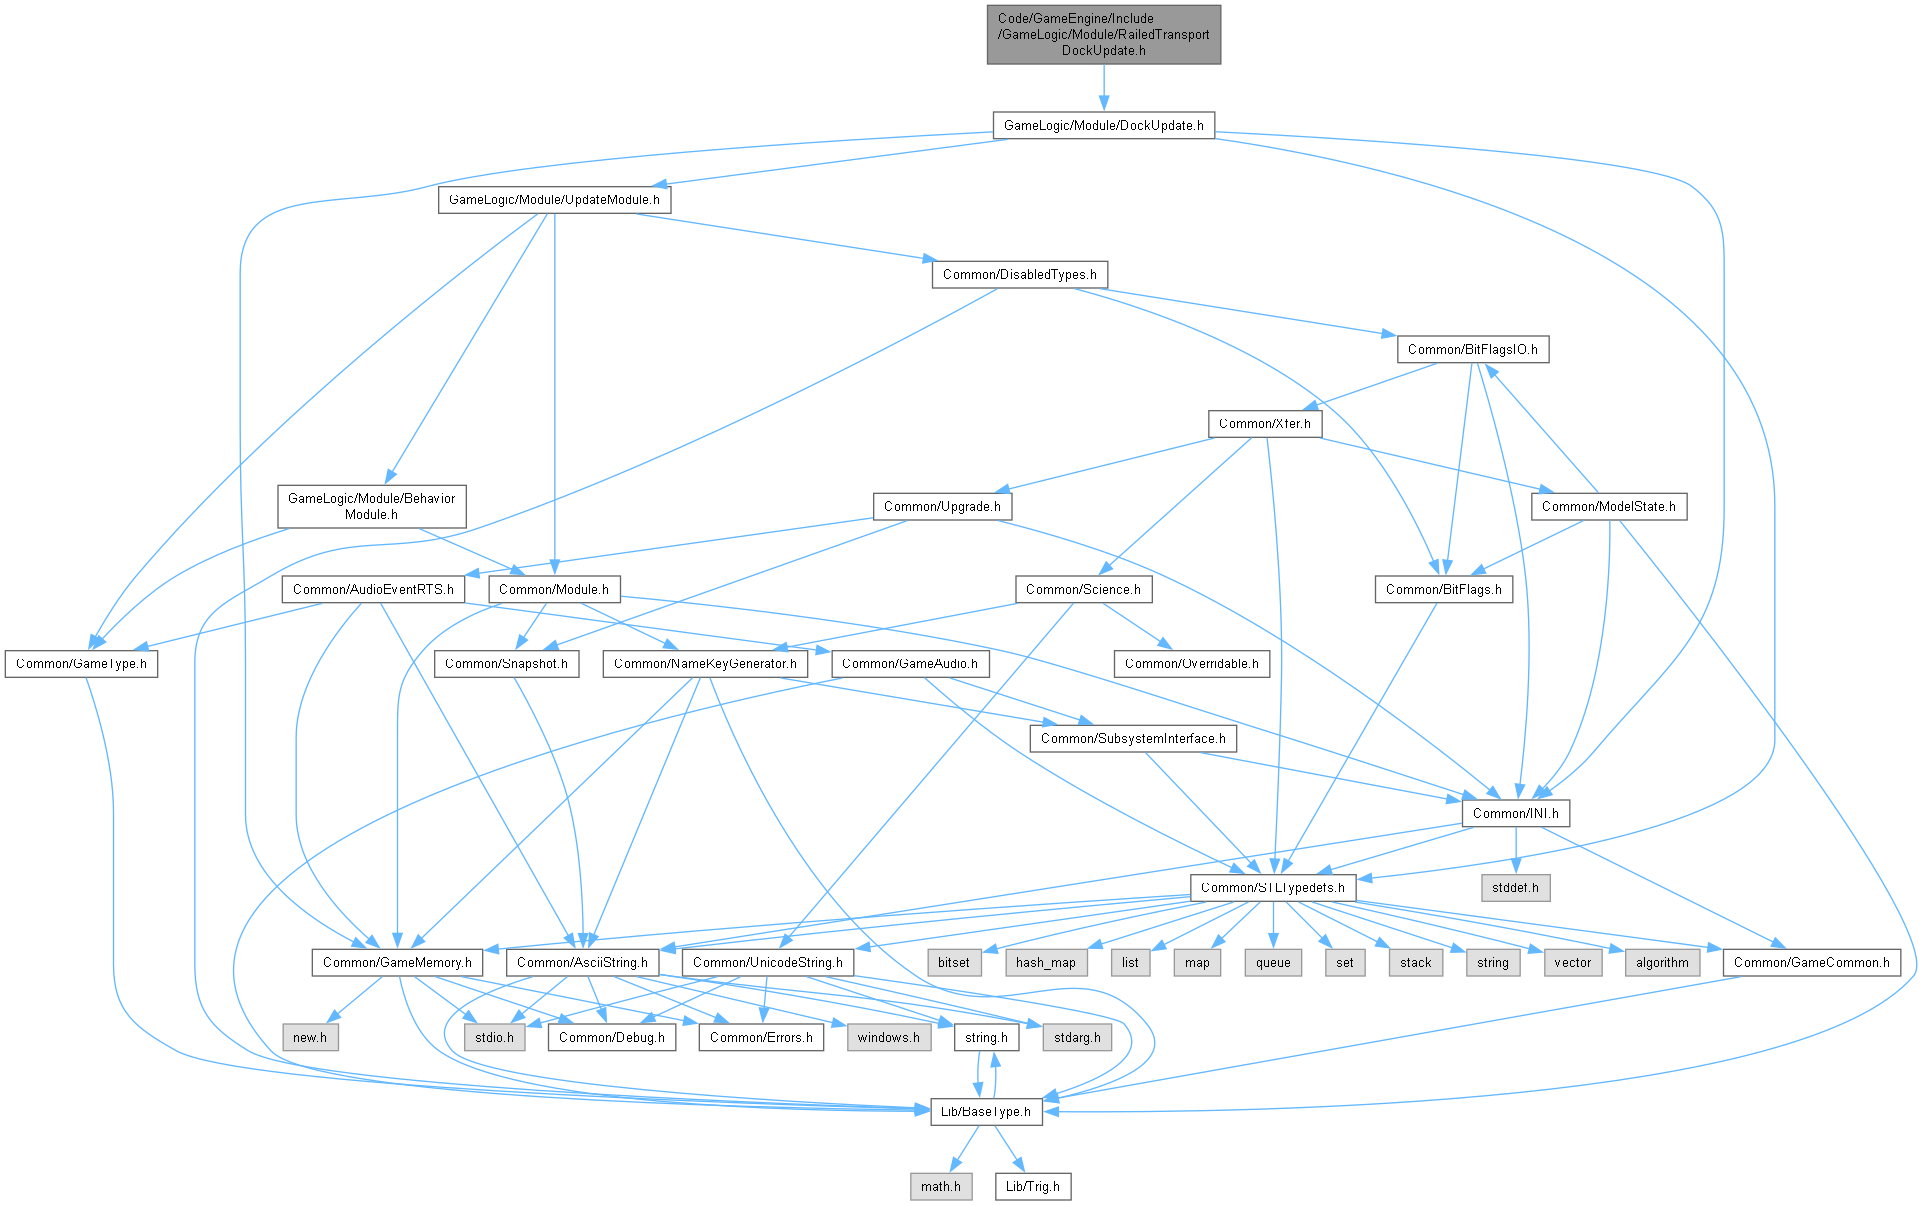 Code/GameEngine/Include
/GameLogic/Module/RailedTransport
DockUpdate.h
GameLogic/Module/DockUpdate.h
GameLogic/Module/UpdateModule.h
Common/DisabledTypes.h
Common/BitFlagsIO.h
Common/Xfer.h
GameLogic/Module/Behavior
Module.h
Common/Upgrade.h
Common/ModelState.h
Common/AudioEventRTS.h
Common/Module.h
Common/Science.h
Common/BitFlags.h
Common/GameType.h
Common/Snapshot.h
Common/NameKeyGenerator.h
Common/GameAudio.h
Common/Overridable.h
Common/SubsystemInterface.h
Common/INI.h
Common/STLTypedefs.h
stddef.h
Common/GameMemory.h
Common/AsciiString.h
Common/UnicodeString.h
bitset
hash_map
list
map
queue
set
stack
string
vector
algorithm
Common/GameCommon.h
new.h
stdio.h
Common/Debug.h
Common/Errors.h
windows.h
string.h
stdarg.h
Lib/BaseType.h
math.h
Lib/Trig.h